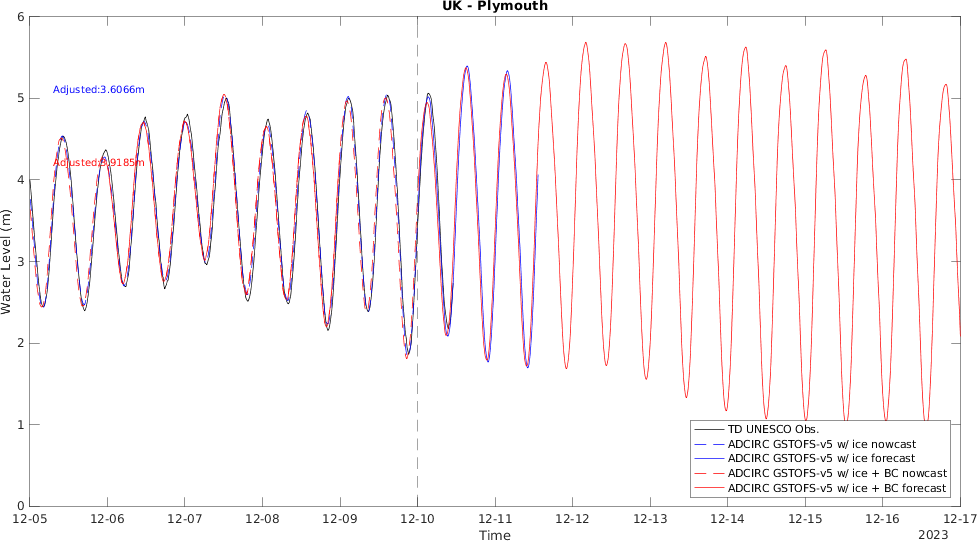 UK - Plymouth
Adjusted:3.6066m
Adjusted:3.9185m
Water Level (m)
6
5
4
3
2
1
0
TD UNESCO Obs.
ADCIRC GSTOFS-v5 w/ ice nowcast
ADCIRC GSTOFS-v5 w/ ice forecast
ADCIRC GSTOFS-v5 w/ ice + BC nowcast
ADCIRC GSTOFS-v5 w/ ice + BC forecast
12-05 12-06 12-07 12-08 12-09 12-10 12-11 12-12 12-13 12-14 12-15 12-16 12-17
Time
2023